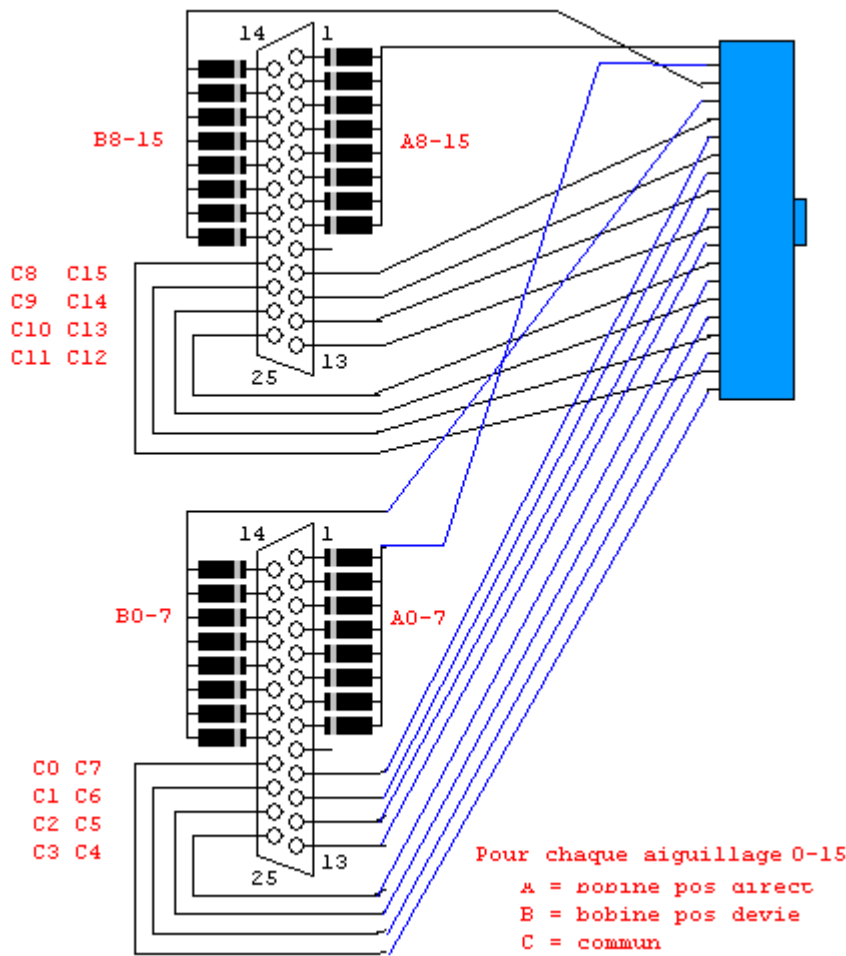 14 1
B8-15 A8-15
C8 C15
C9 C14
C10 C13
C11 C12
13
25
14 1
B0-7 A0-7
C0 C7
C1 C6
C2 C5
C3 C4
13
25
Pour chaque aiguillage 0-15
A = bobine pos direct
B = bobine pos devie
C = commun